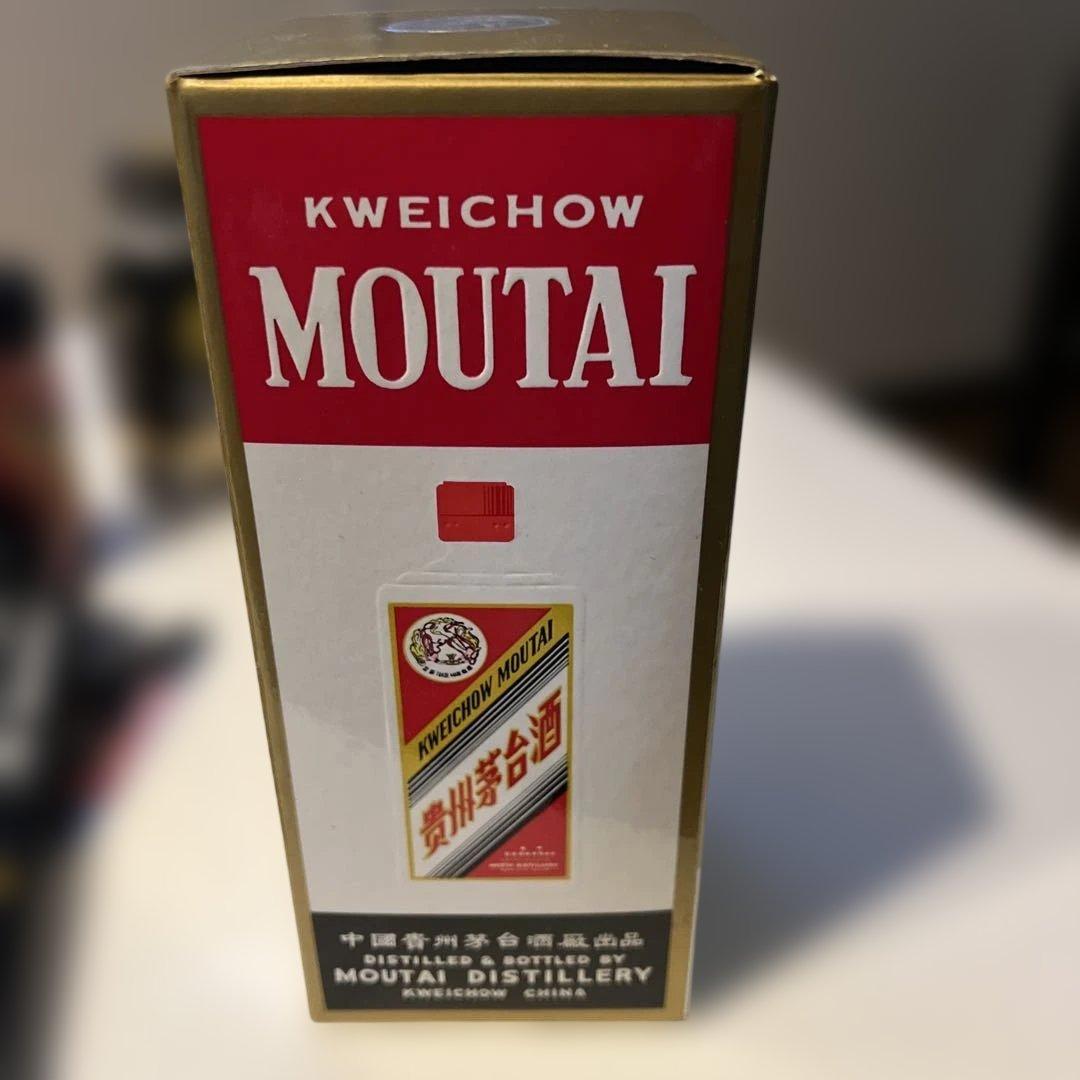 KWEICHOW
MOUTAI
KWEICHOW MOUTAI
贵州茅台酒
中國貴州茅台酒厰出品
DISTILLED & BOTTLED BY
MOUTAI DISTILLERY
KWEICHOW CHINA